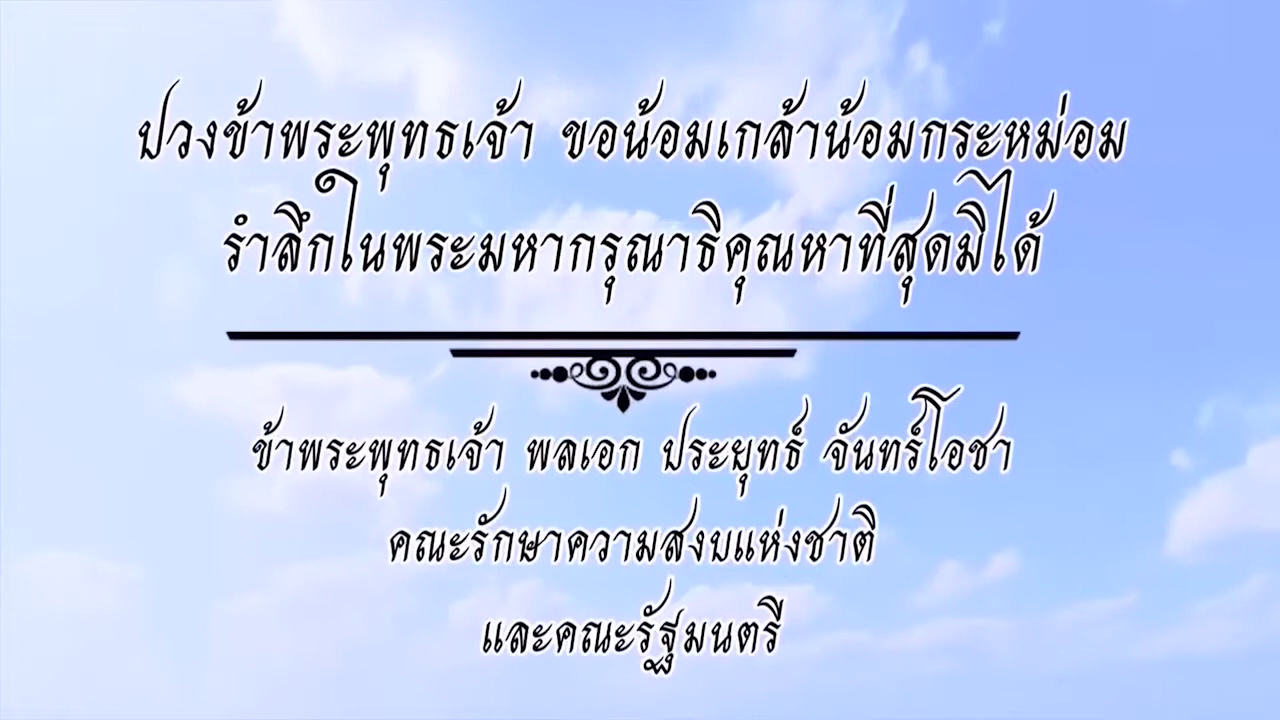 ปวงข้าพระพุทธเจ้า ขอน้อมเกล้าน้อมกระหม่อม
รำลึกในพระมหากรุณาธิคุณหาที่สุดมิได้
ข้าพระพุทธเจ้า พลเอก ประยุทธ์ จันทร์โอชา
คณะรักษาความสงบแห่งชาติ
และคณะรัฐมนตรี